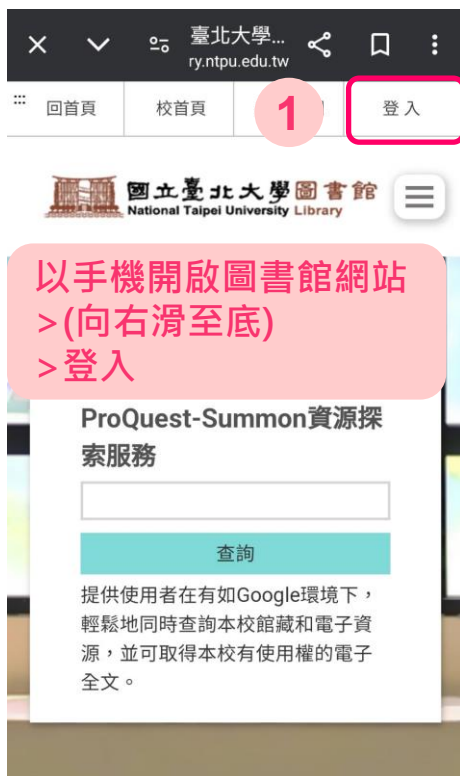 臺北大學...
ry.ntpu.edu.tw
回首頁
校首頁
1
登入
國立臺北大學圖書館
National Taipei University Library
以手機開啟圖書館網站
>(向右滑至底)
>登入
ProQuest-Summon資源探
索服務
查詢
提供使用者在有如Google環境下，
輕鬆地同時查詢本校館藏和電子資
源，並可取得本校有使用權的電子
全文。